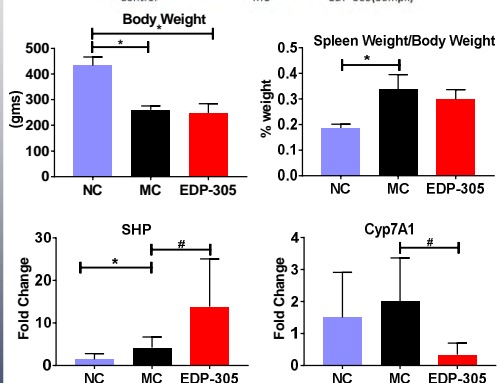 Body Weight
*
*
500
400
300
200
100
0
(gms)
NC MC EDP-305
Spleen Weight/Body Weight
*
0.5
0.4
0.3
0.2
0.1
0.0
% weight
NC MC EDP-305
SHP
#
*
30
20
10
0
Fold Change
NC MC EDP-305
Cyp7A1
#
4
3
2
1
0
Fold Change
NC MC EDP-305